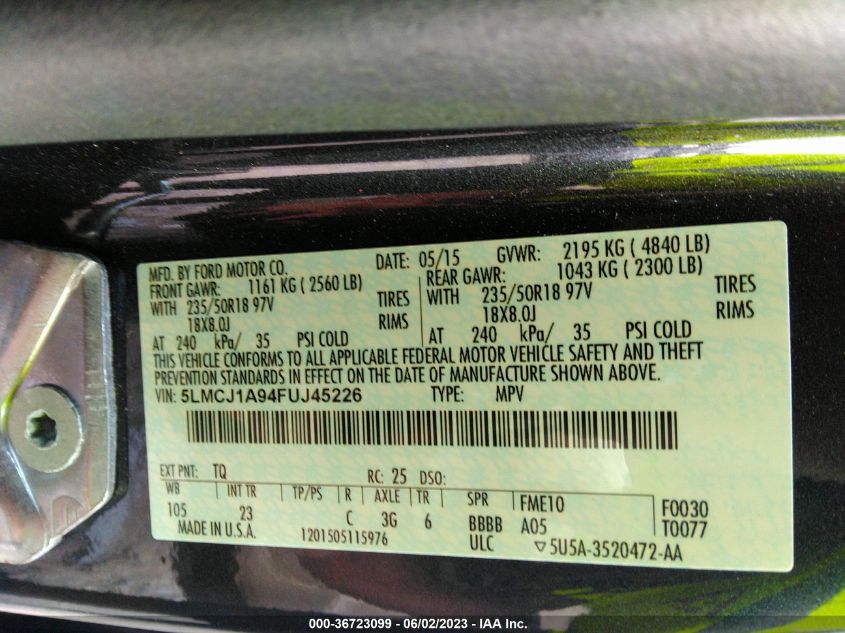 MFD. BY FORD MOTOR CO. DATE: 05/15 GVWR: 2195 KG ( 4840 LB)
FRONT GAWR: 1161 KG ( 2560 LB) REAR GAWR: 1043 KG ( 2300 LB)
WITH 235/50R18 97V TIRES WITH 235/50R18 97V TIRES
18X8.0J RIMS 18X8.0J RIMS
AT 240 kPa/ 35 PSI COLD AT 240 kPa/ 35 PSI COLD
THIS VEHICLE CONFORMS TO ALL APPLICABLE FEDERAL MOTOR VEHICLE SAFETY AND THEFT
PREVENTION STANDARDS IN EFFECT ON THE DATE OF MANUFACTURE SHOWN ABOVE.
VIN: 5LMCJ1A94FUJ45226 TYPE: MPV
EXT PNT: TQ RC: 25 DSO:
WB INT TR TP/PS R AXLE TR SPR FME10 F0030
105 23 C 3G 6 BBBB A05 T0077
MADE IN U.S.A. 1201505115976 ULC ▽5U5A-3520472-AA
000-36723099 - 06/02/2023 - IAA Inc.